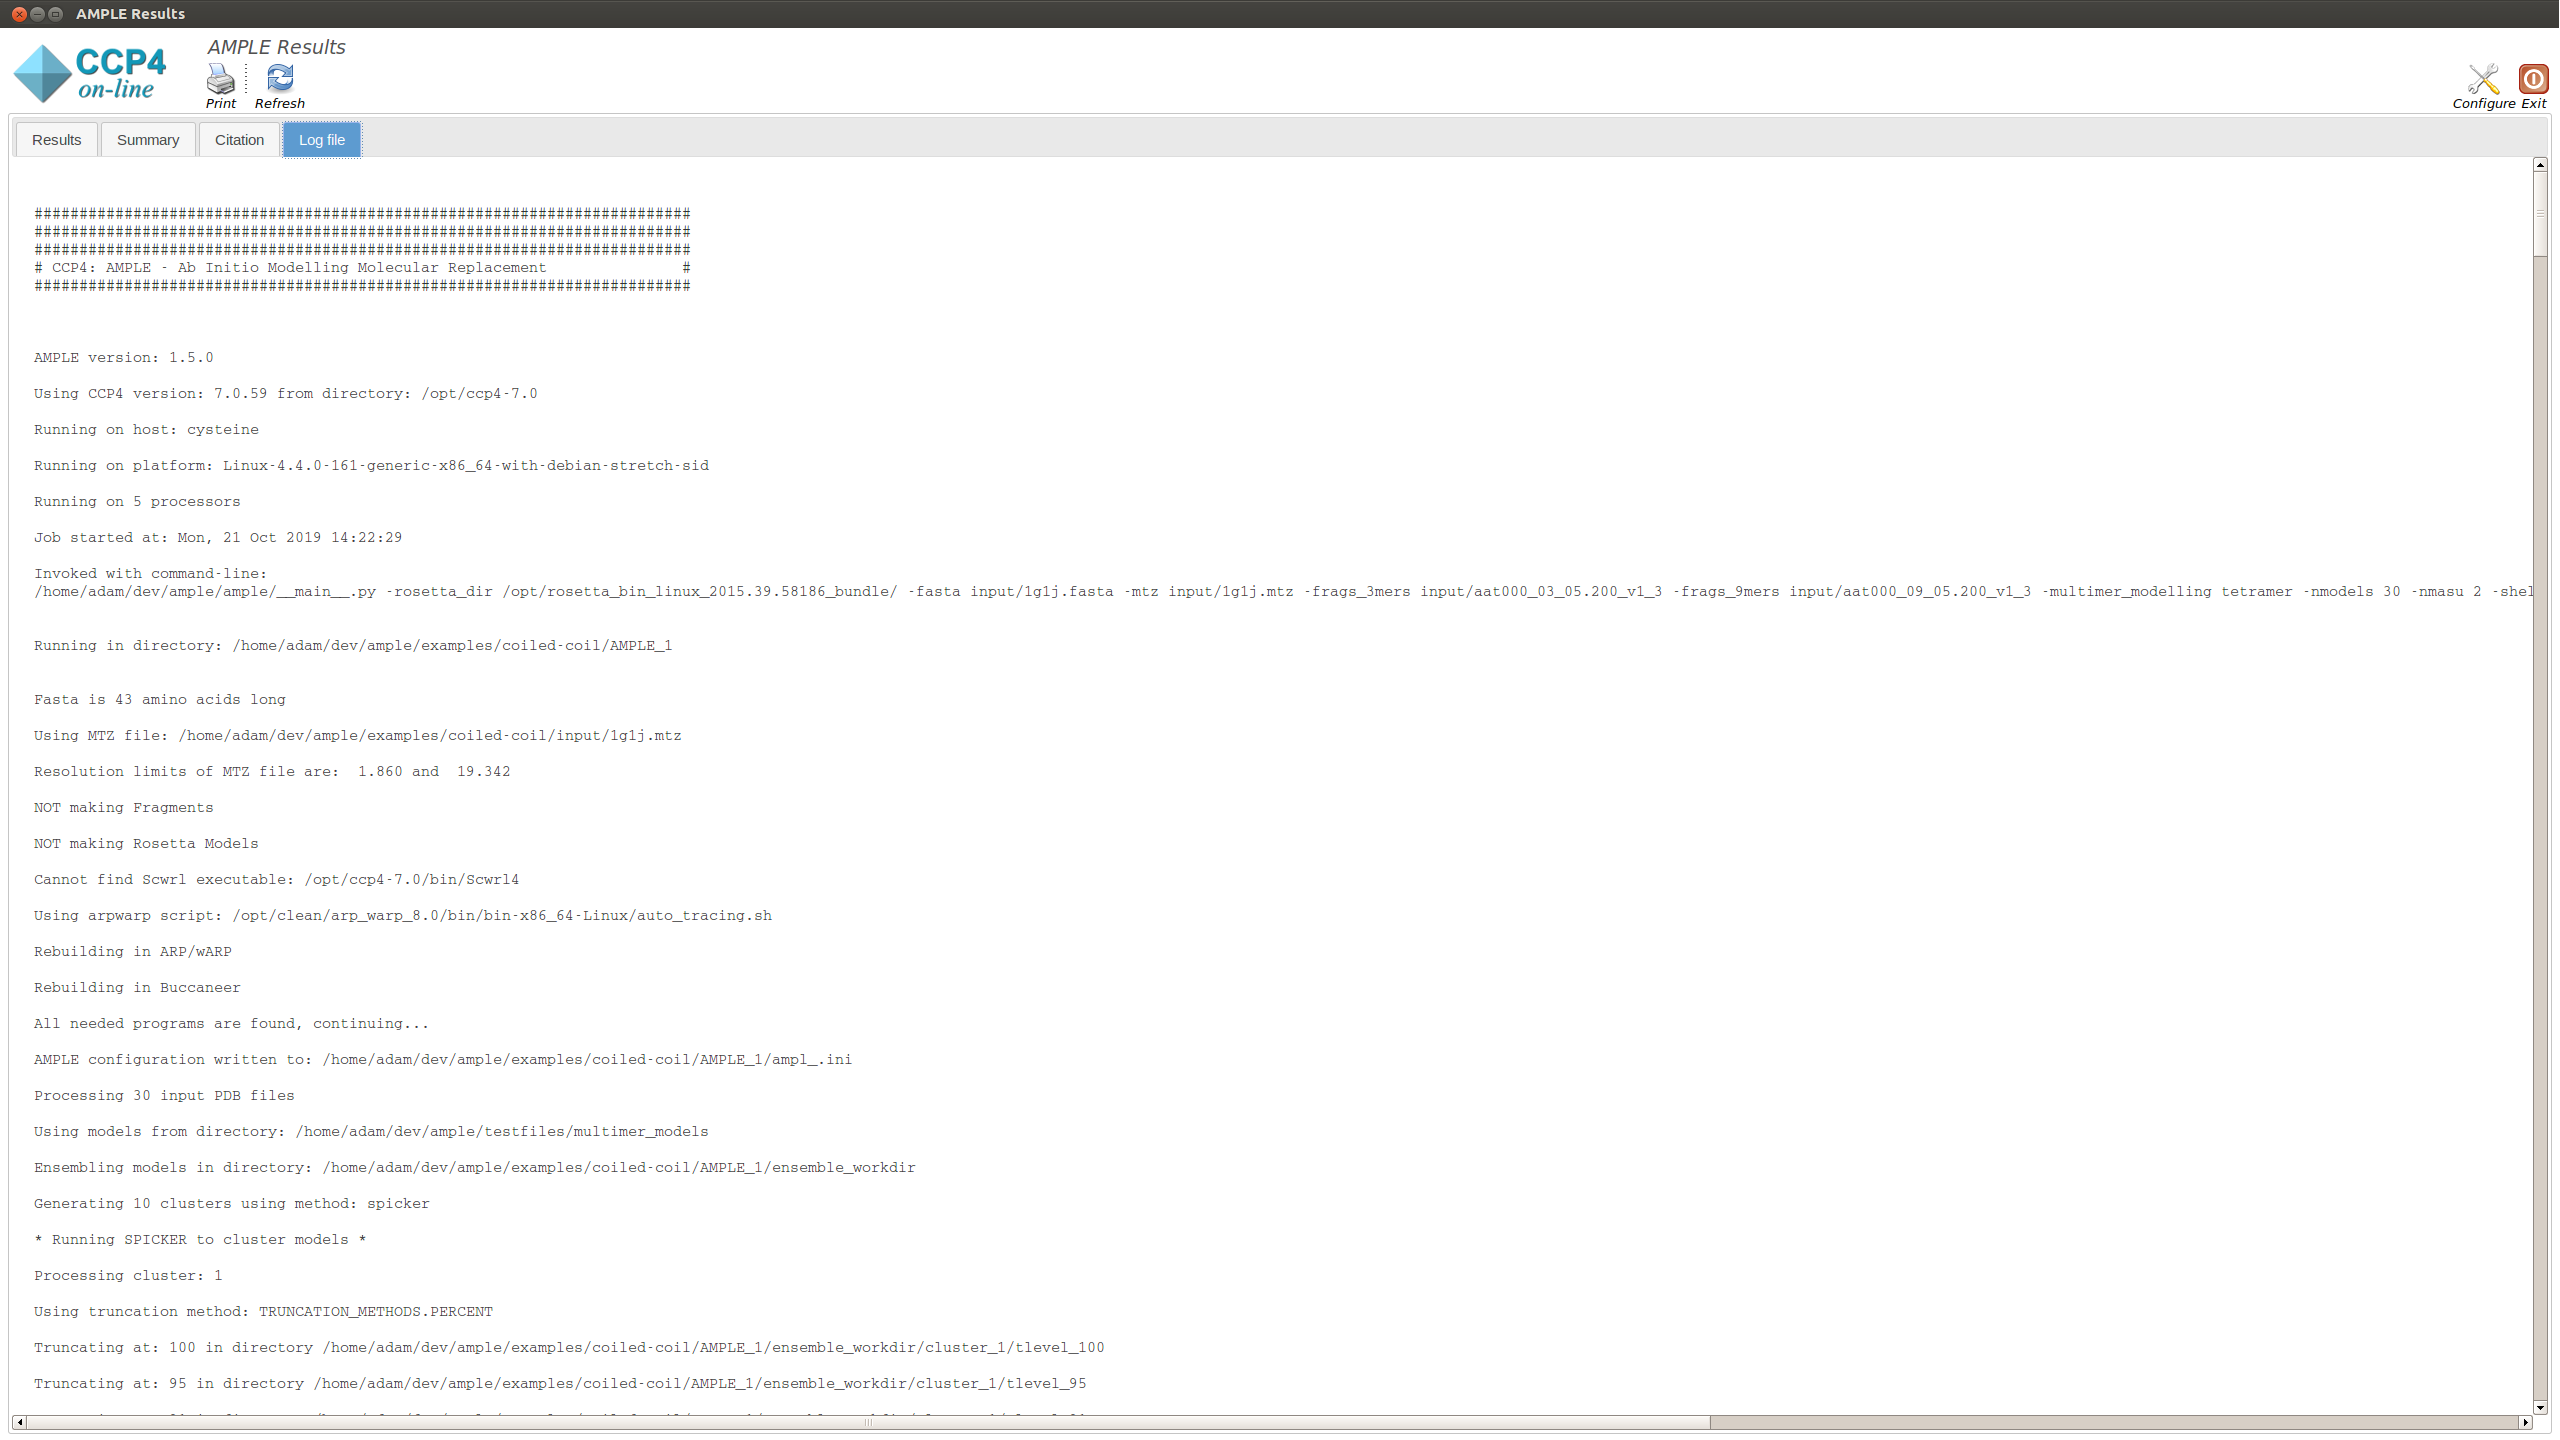 AMPLE Results
CCP4
on-line
AMPLE Results
Print
Refresh
Configure
Exit
Results
Summary
Citation
Log file
#########################################################################
#########################################################################
#########################################################################
# CCP4: AMPLE - Ab Initio Modelling Molecular Replacement               #
#########################################################################
AMPLE version: 1.5.0
Using CCP4 version: 7.0.59 from directory: /opt/ccp4-7.0
Running on host: cysteine
Running on platform: Linux-4.4.0-161-generic-x86_64-with-debian-stretch-sid
Running on 5 processors
Job started at: Mon, 21 Oct 2019 14:22:29
Invoked with command-line:
/home/adam/dev/ample/ample/__main__.py -rosetta_dir /opt/rosetta_bin_linux_2015.39.58186_bundle/ -fasta input/1g1j.fasta -mtz input/1g1j.mtz -frags_3mers input/aat000_03_05.200_v1_3 -frags_9mers input/aat000_09_05.200_v1_3 -multimer_modelling tetramer -nmodels 30 -nmasu 2 -shel
Running in directory: /home/adam/dev/ample/examples/coiled-coil/AMPLE_1
Fasta is 43 amino acids long
Using MTZ file: /home/adam/dev/ample/examples/coiled-coil/input/1g1j.mtz
Resolution limits of MTZ file are:  1.860 and  19.342
NOT making Fragments
NOT making Rosetta Models
Cannot find Scwrl executable: /opt/ccp4-7.0/bin/Scwrl4
Using arpwarp script: /opt/clean/arp_warp_8.0/bin/bin-x86_64-Linux/auto_tracing.sh
Rebuilding in ARP/wARP
Rebuilding in Buccaneer
All needed programs are found, continuing...
AMPLE configuration written to: /home/adam/dev/ample/examples/coiled-coil/AMPLE_1/ampl_.ini
Processing 30 input PDB files
Using models from directory: /home/adam/dev/ample/testfiles/multimer_models
Ensembling models in directory: /home/adam/dev/ample/examples/coiled-coil/AMPLE_1/ensemble_workdir
Generating 10 clusters using method: spicker
* Running SPICKER to cluster models *
Processing cluster: 1
Using truncation method: TRUNCATION_METHODS.PERCENT
Truncating at: 100 in directory /home/adam/dev/ample/examples/coiled-coil/AMPLE_1/ensemble_workdir/cluster_1/tlevel_100
Truncating at: 95 in directory /home/adam/dev/ample/examples/coiled-coil/AMPLE_1/ensemble_workdir/cluster_1/tlevel_95